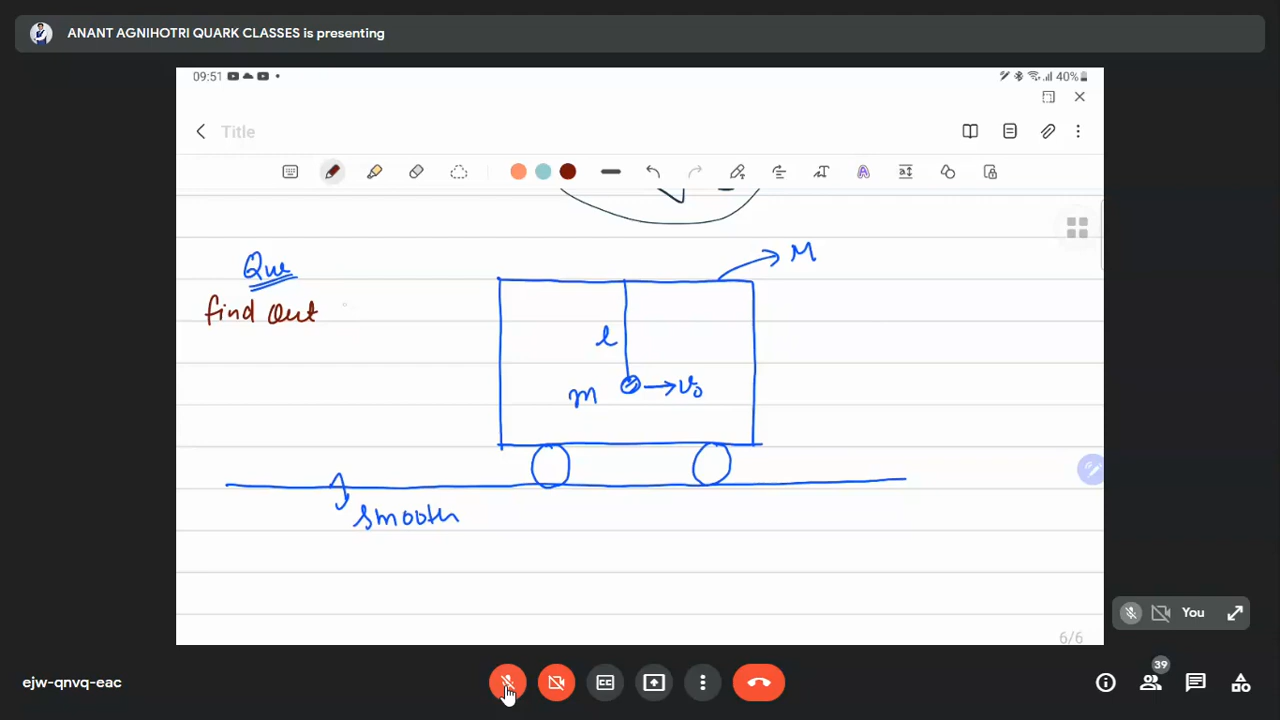 ANANT AGNIHOTRI QUARK CLASSES is presenting
09:51
40%
Title
Que
find out
M
l
m
v₀
smooth
You
6/6
ejw-qnvq-eac
CC
39